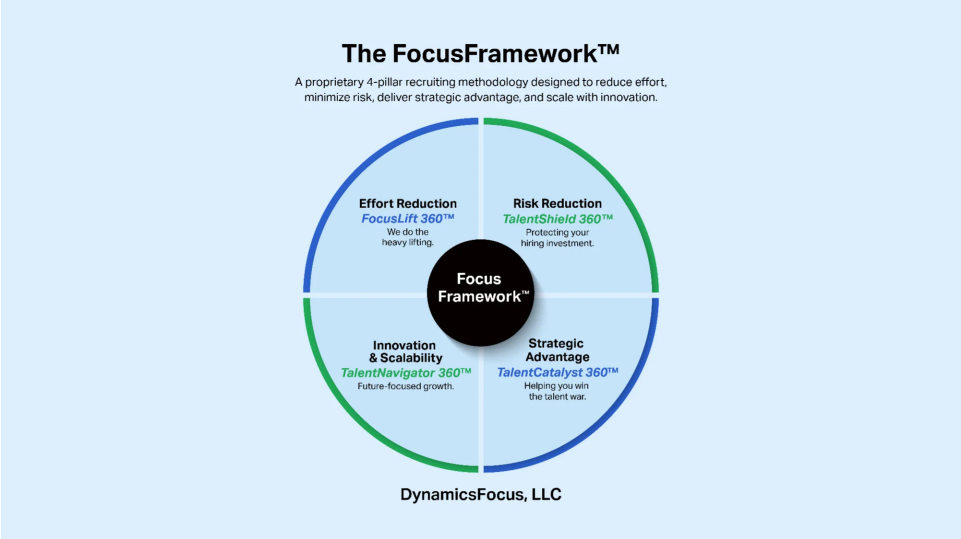 The FocusFramework™
A proprietary 4-pillar recruiting methodology designed to reduce effort,
minimize risk, deliver strategic advantage, and scale with innovation.
Effort Reduction
FocusLift 360™
We do the
heavy lifting.
Risk Reduction
TalentShield 360™
Protecting your
hiring investment.
Focus
Framework™
Innovation
& Scalability
TalentNavigator 360™
Future-focused growth.
Strategic
Advantage
TalentCatalyst 360™
Helping you win
the talent war.
DynamicsFocus, LLC